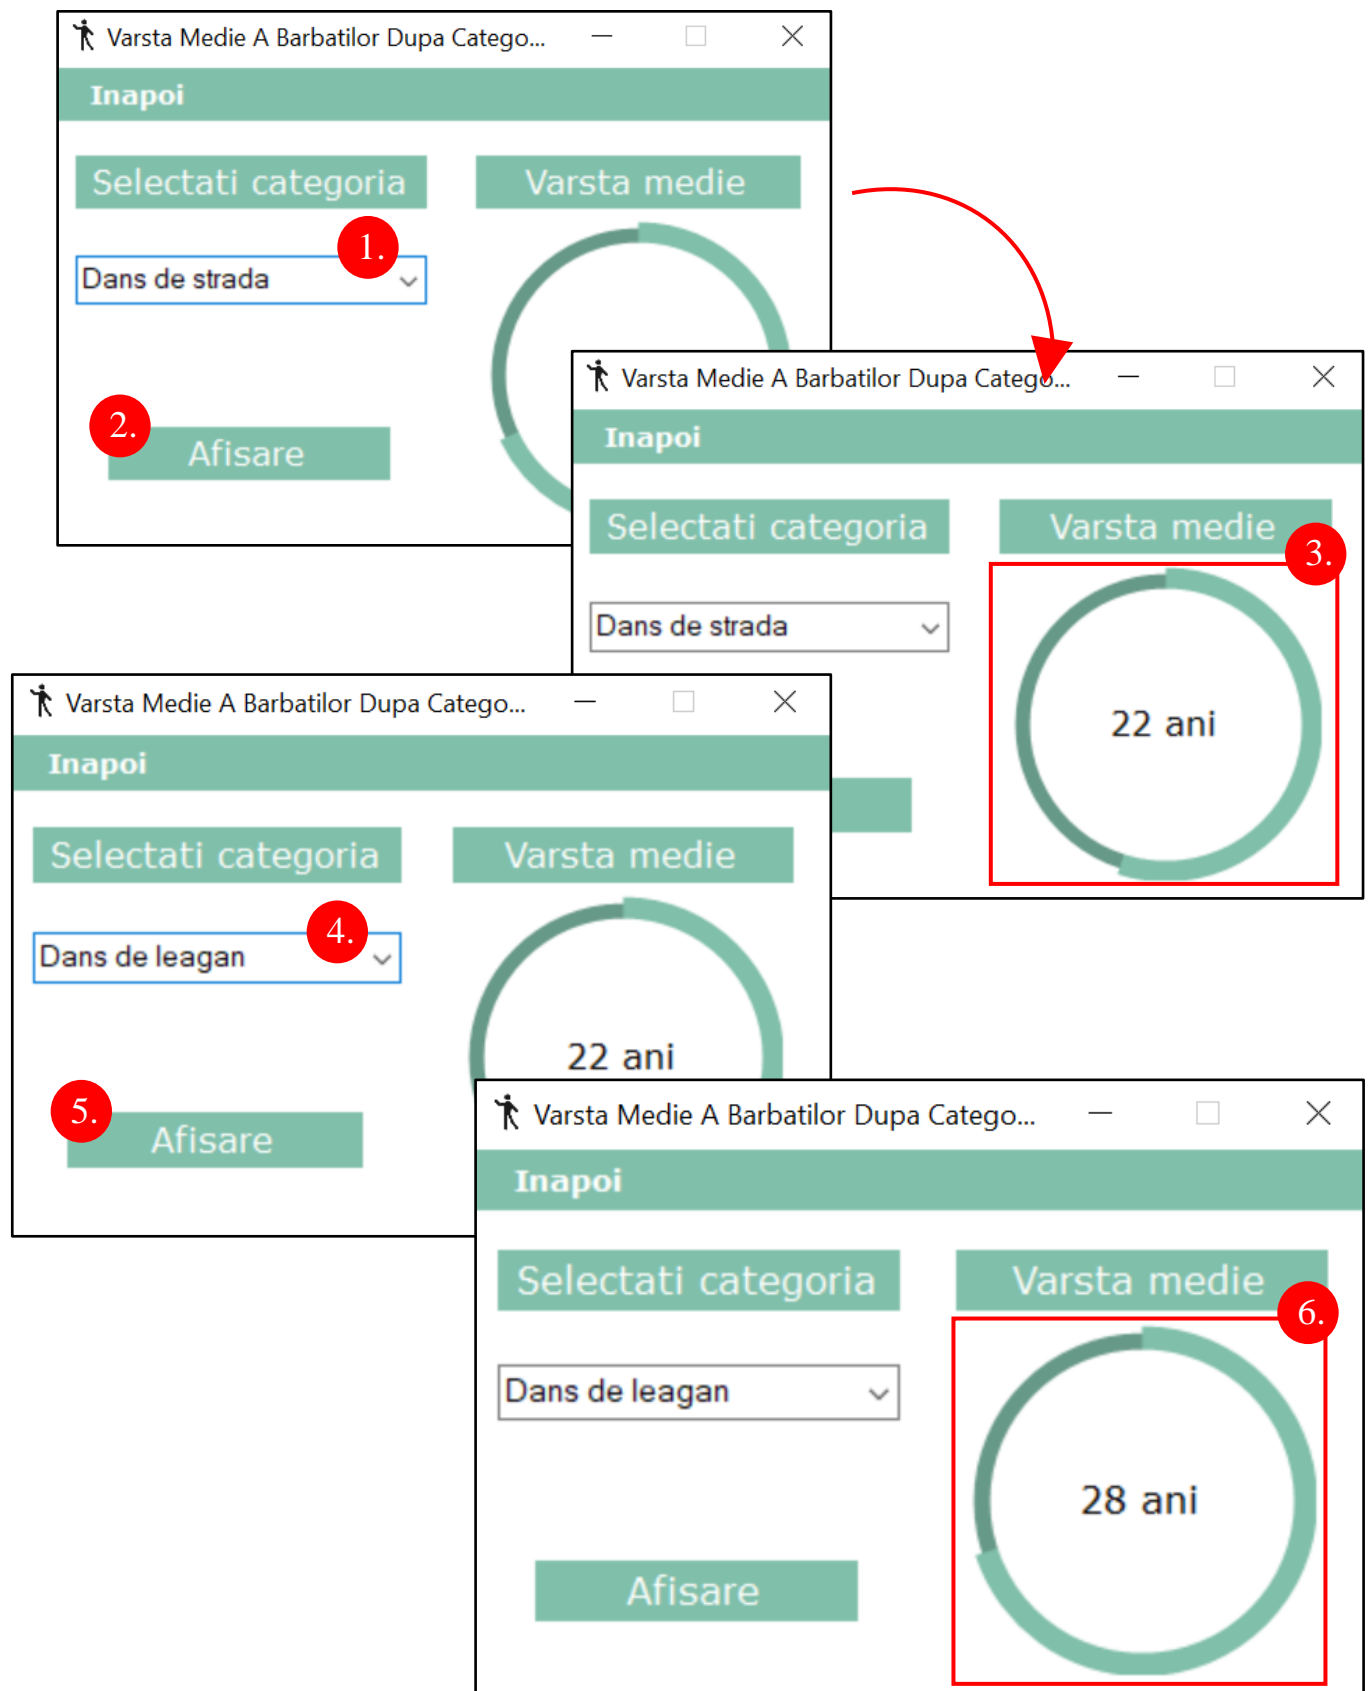 Varsta Medie A Barbatilor Dupa Catego...
Inapoi
Selectati categoria
Varsta medie
1.
Dans de strada
2.
Afisare
Varsta Medie A Barbatilor Dupa Catego...
Inapoi
Selectati categoria
Varsta medie
3.
Dans de strada
22 ani
Varsta Medie A Barbatilor Dupa Catego...
Inapoi
Selectati categoria
Varsta medie
4.
Dans de leagan
22 ani
5.
Afisare
Varsta Medie A Barbatilor Dupa Catego...
Inapoi
Selectati categoria
Varsta medie
6.
Dans de leagan
28 ani
Afisare